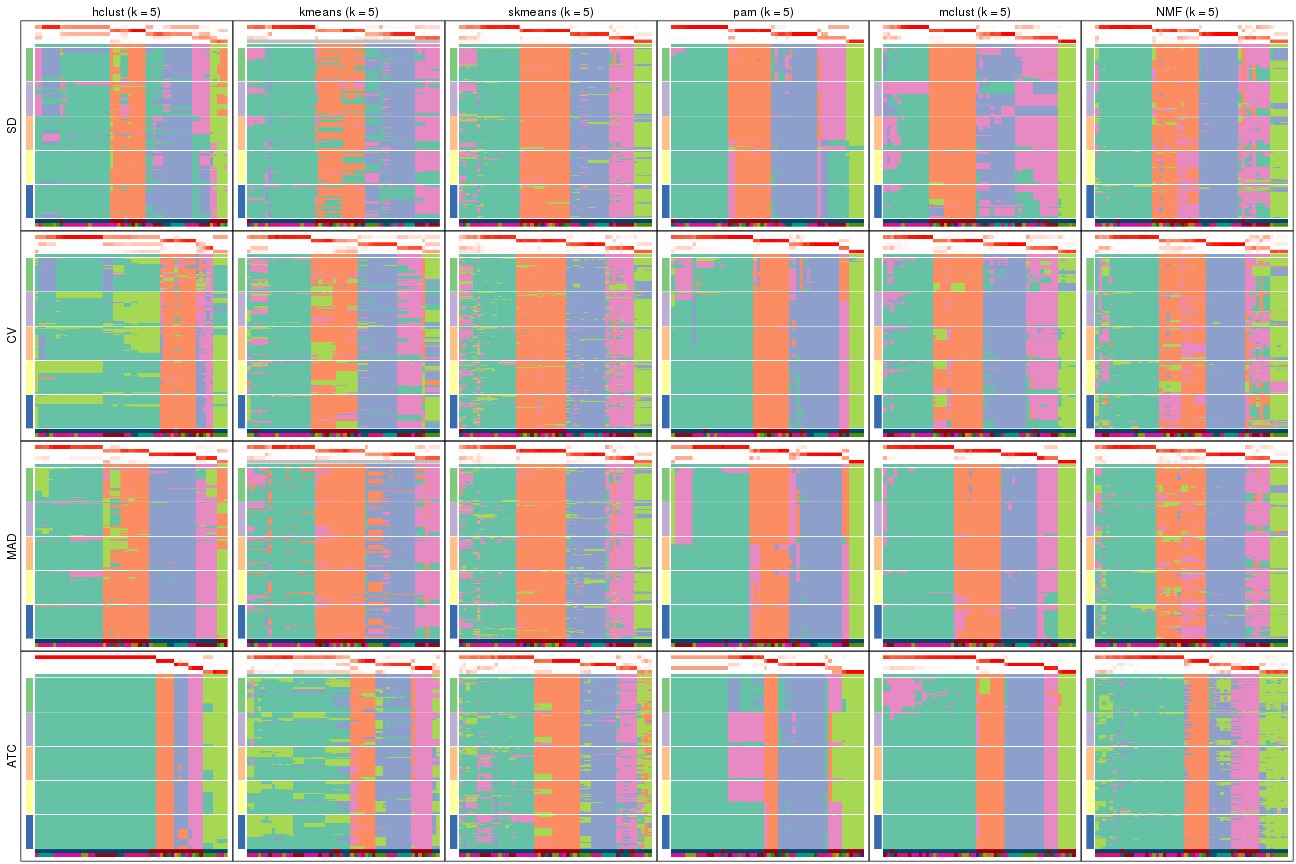 hclust (k = 5) kmeans (k = 5) skmeans (k = 5) pam (k = 5) mclust (k = 5) NMF (k = 5)
SD
CV
MAD
ATC